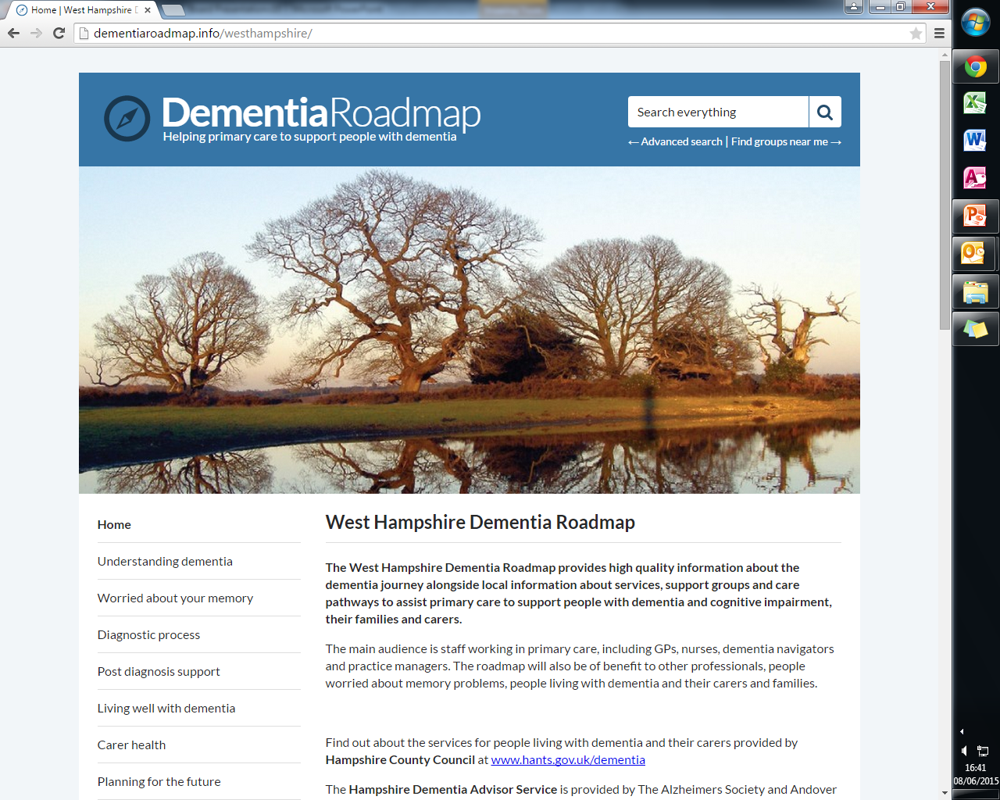 Home | West Hampshire D
dementiaroadmap.info/westhampshire/
DementiaRoadmap
Helping primary care to support people with dementia
Search everything
← Advanced search | Find groups near me →
Home
Understanding dementia
Worried about your memory
Diagnostic process
Post diagnosis support
Living well with dementia
Carer health
Planning for the future
West Hampshire Dementia Roadmap
The West Hampshire Dementia Roadmap provides high quality information about the
dementia journey alongside local information about services, support groups and care
pathways to assist primary care to support people with dementia and cognitive impairment,
their families and carers.
The main audience is staff working in primary care, including GPs, nurses, dementia navigators
and practice managers. The roadmap will also be of benefit to other professionals, people
worried about memory problems, people living with dementia and their carers and families.
Find out about the services for people living with dementia and their carers provided by
Hampshire County Council at www.hants.gov.uk/dementia
The Hampshire Dementia Advisor Service is provided by The Alzheimers Society and Andover
16:41
08/06/2015